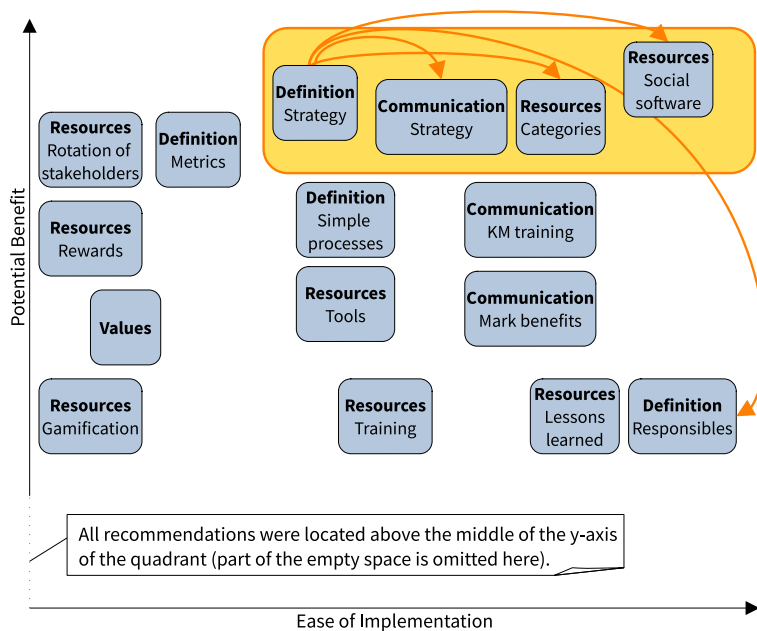 Potential Benefit
Definition
Strategy
Communication
Strategy
Resources
Categories
Resources
Social
software
Resources
Rotation of
stakeholders
Definition
Metrics
Definition
Simple
processes
Communication
KM training
Resources
Rewards
Resources
Tools
Communication
Mark benefits
Values
Resources
Gamification
Resources
Training
Resources
Lessons
learned
Definition
Responsibles
All recommendations were located above the middle of the y-axis
of the quadrant (part of the empty space is omitted here).
Ease of Implementation